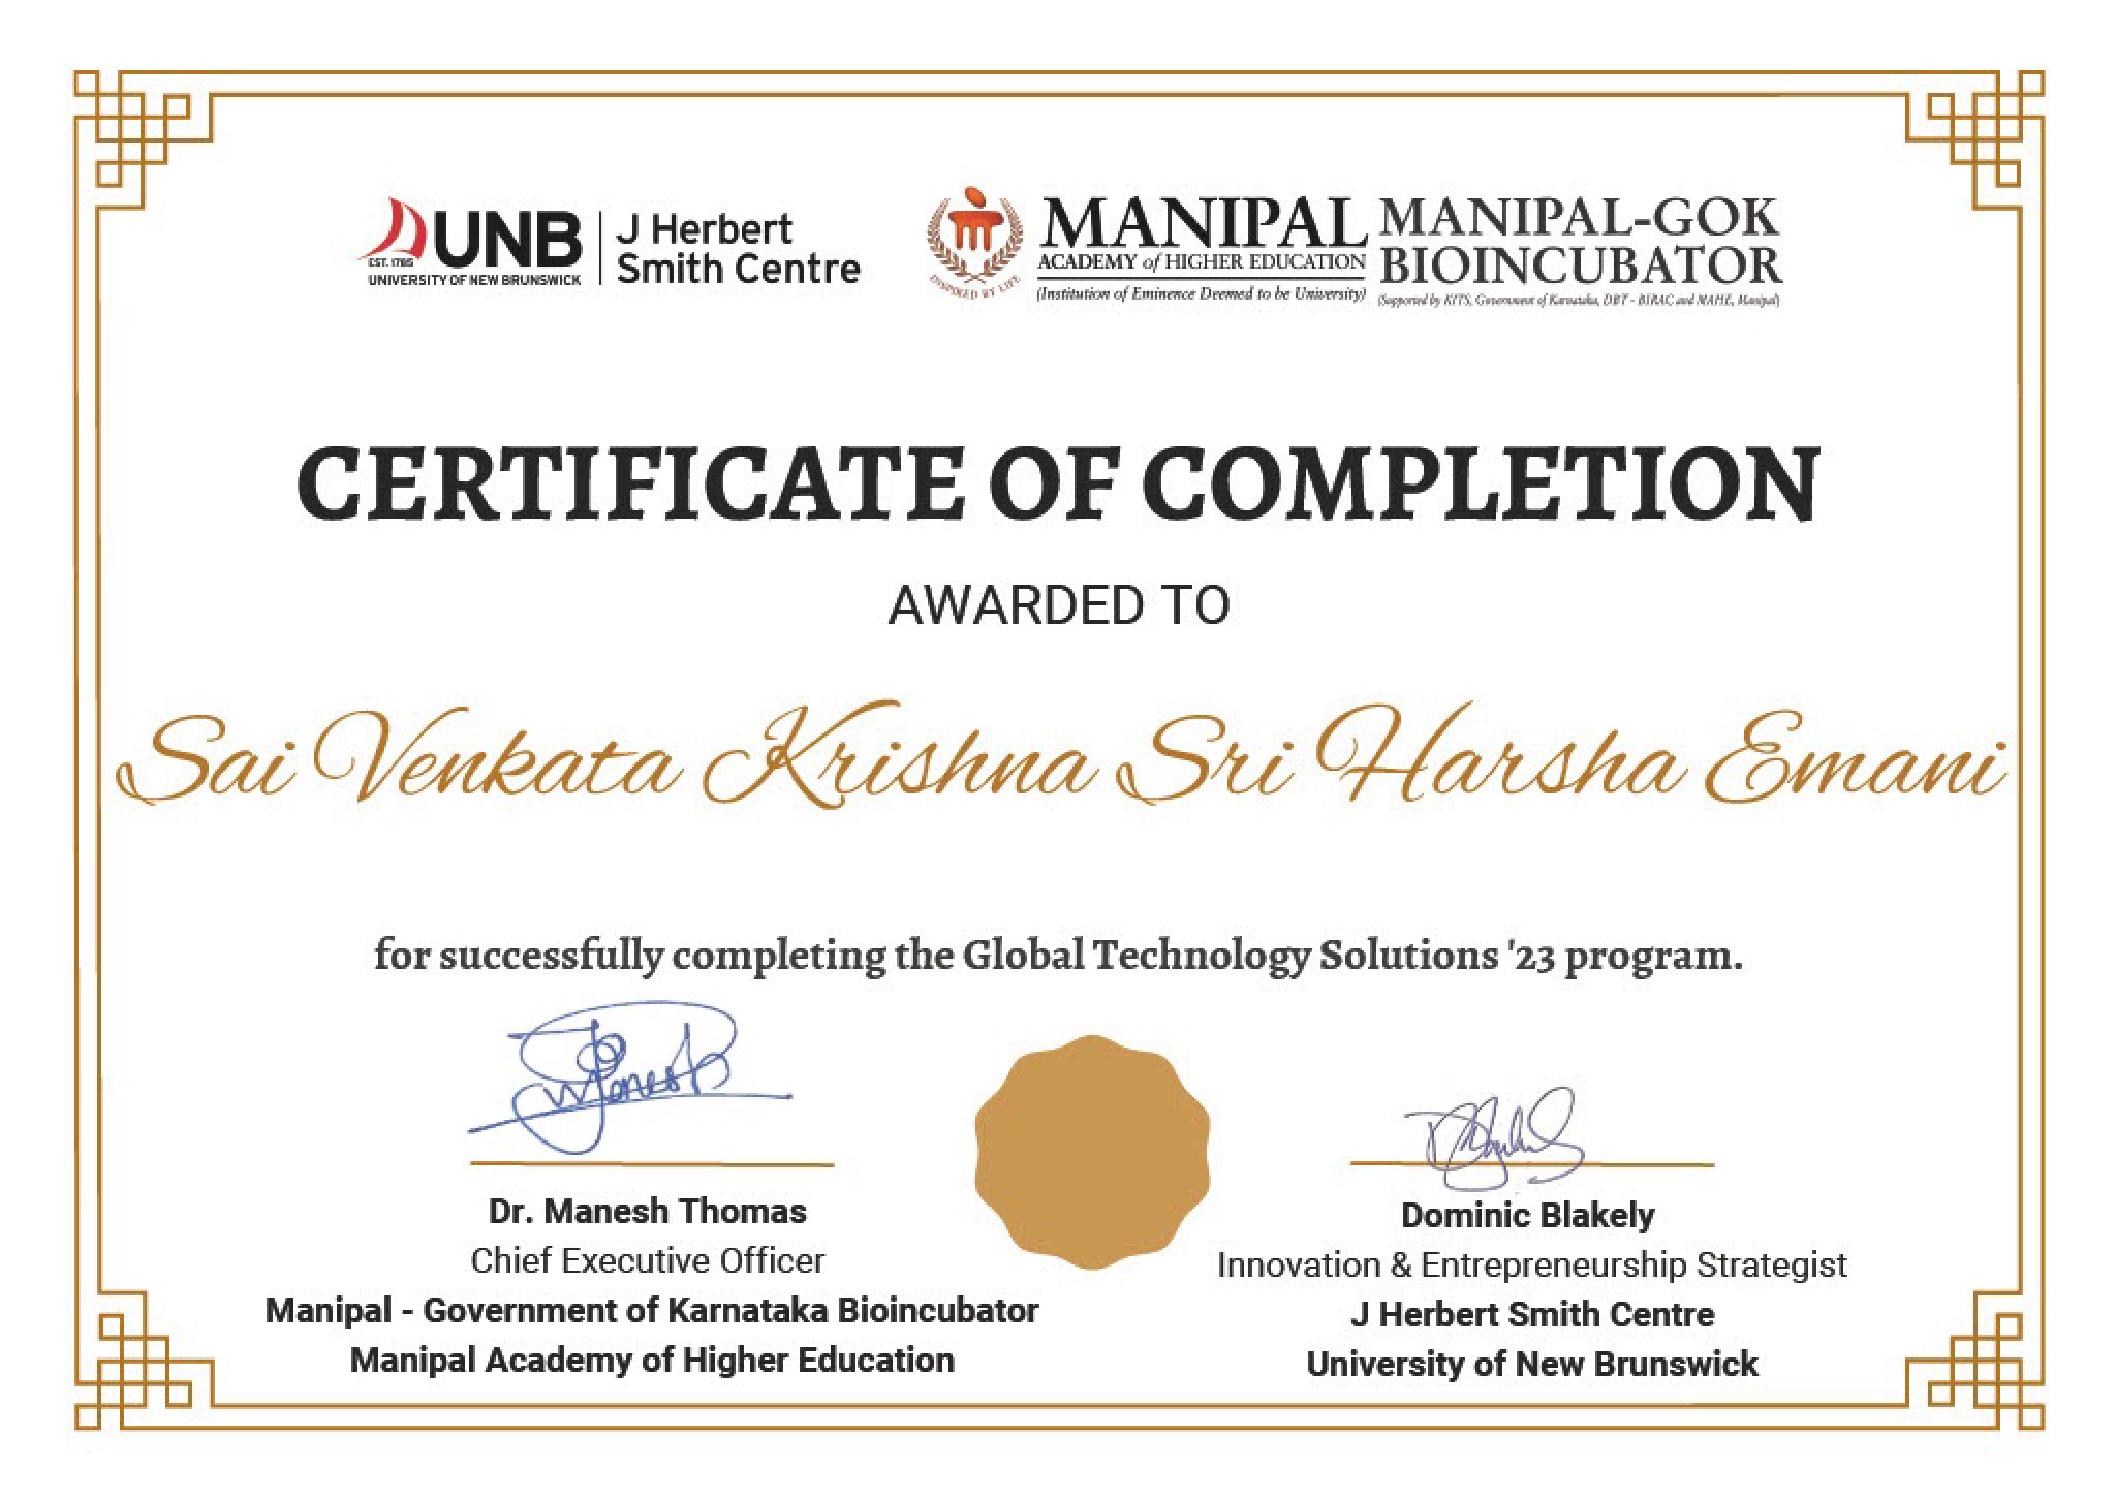 UNB
EST. 1785
UNIVERSITY OF NEW BRUNSWICK
J Herbert
Smith Centre
INSPIRED BY LIFE
MANIPAL
ACADEMY of HIGHER EDUCATION
(Institution of Eminence Deemed to be University)
MANIPAL-GOK
BIOINCUBATOR
(Supported by KITS, Government of Karnataka, DBT - BIRAC and MAHE, Manipal)
CERTIFICATE OF COMPLETION
AWARDED TO
Sai Venkata Krishna Sri Harsha Emani
for successfully completing the Global Technology Solutions '23 program.
Dr. Manesh Thomas
Chief Executive Officer
Manipal - Government of Karnataka Bioincubator
Manipal Academy of Higher Education
Dominic Blakely
Innovation & Entrepreneurship Strategist
J Herbert Smith Centre
University of New Brunswick